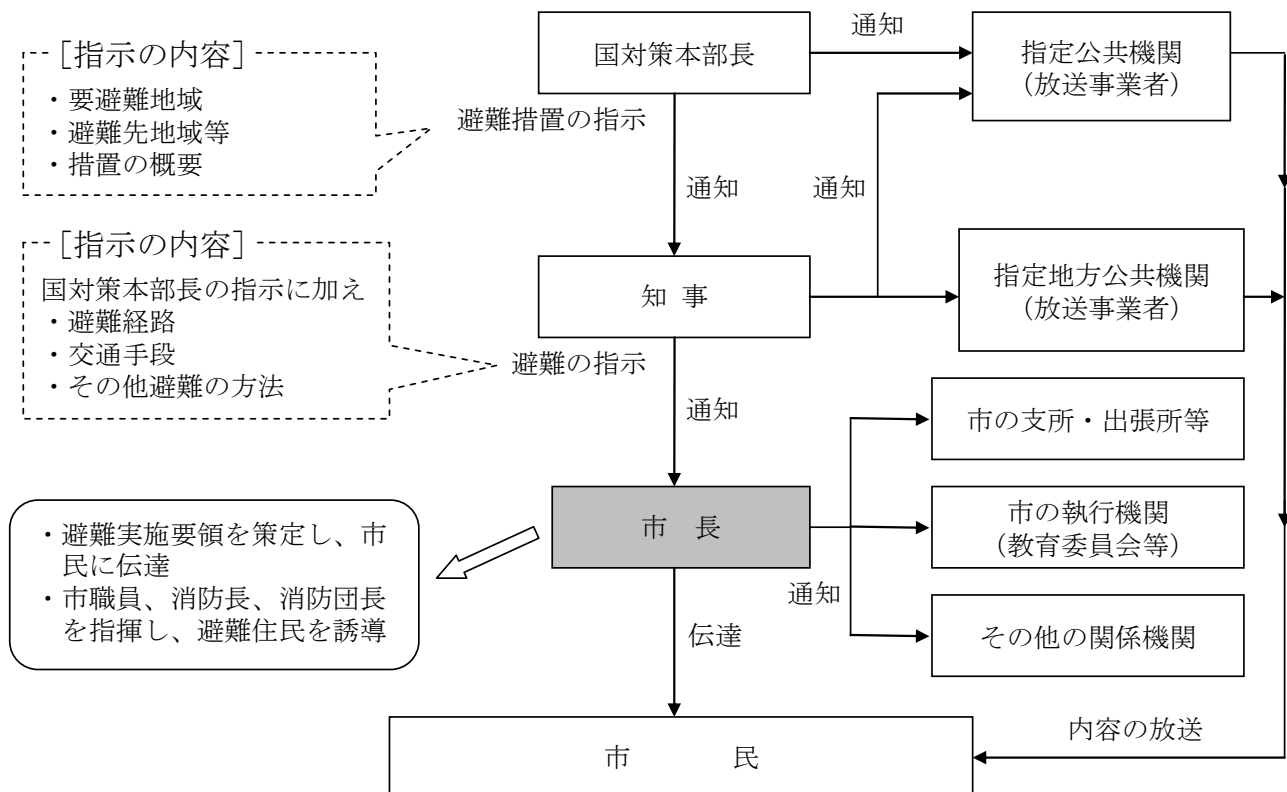 [指示の内容]
・要避難地域
・避難先地域等
・措置の概要
国対策本部長
通知
指定公共機関
（放送事業者）
避難措置の指示
通知
通知
[指示の内容]
国対策本部長の指示に加え
・避難経路
・交通手段
・その他避難の方法
知 事
指定地方公共機関
（放送事業者）
避難の指示
通知
市の支所・出張所等
・避難実施要領を策定し、市
民に伝達
・市職員、消防長、消防団長
を指揮し、避難住民を誘導
市 長
市の執行機関
（教育委員会等）
通知
伝達
その他の関係機関
内容の放送
市 民